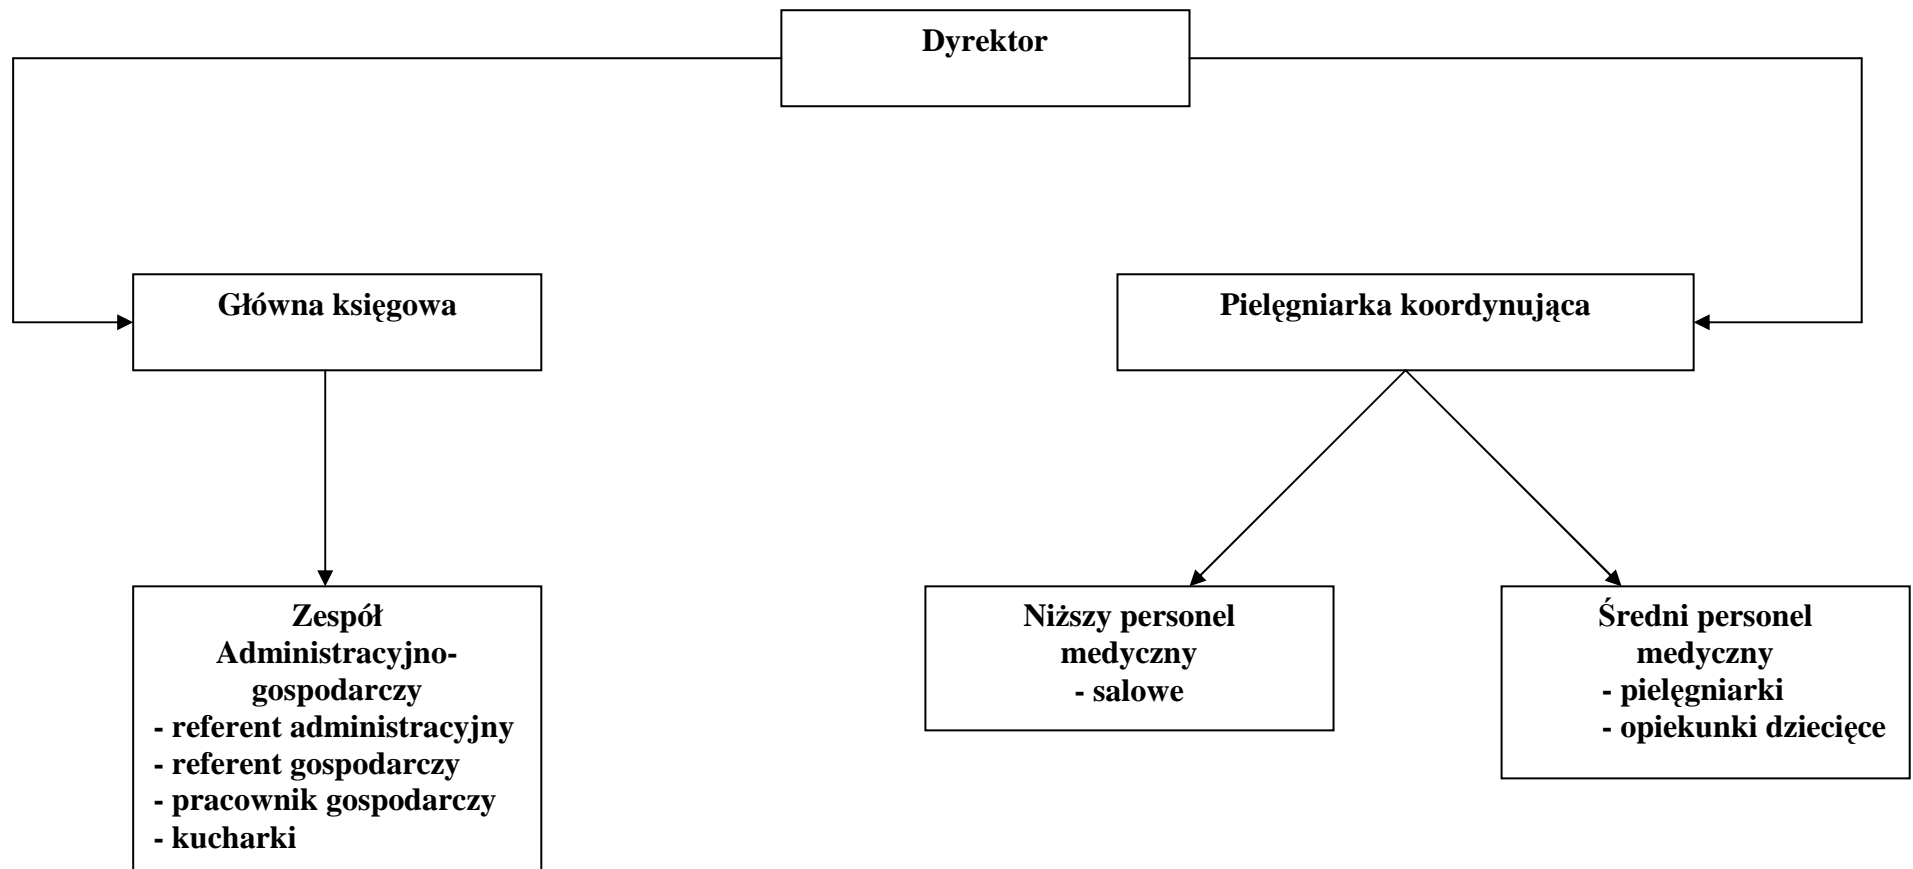 Dyrektor
Główna księgowa
Pielęgniarka koordynująca
Zespół
Administracyjno-
gospodarczy
- referent administracyjny
- referent gospodarczy
- pracownik gospodarczy
- kucharki
Niższy personel
medyczny
- salowe
Średni personel
medyczny
- pielęgniarki
- opiekunki dziecięce